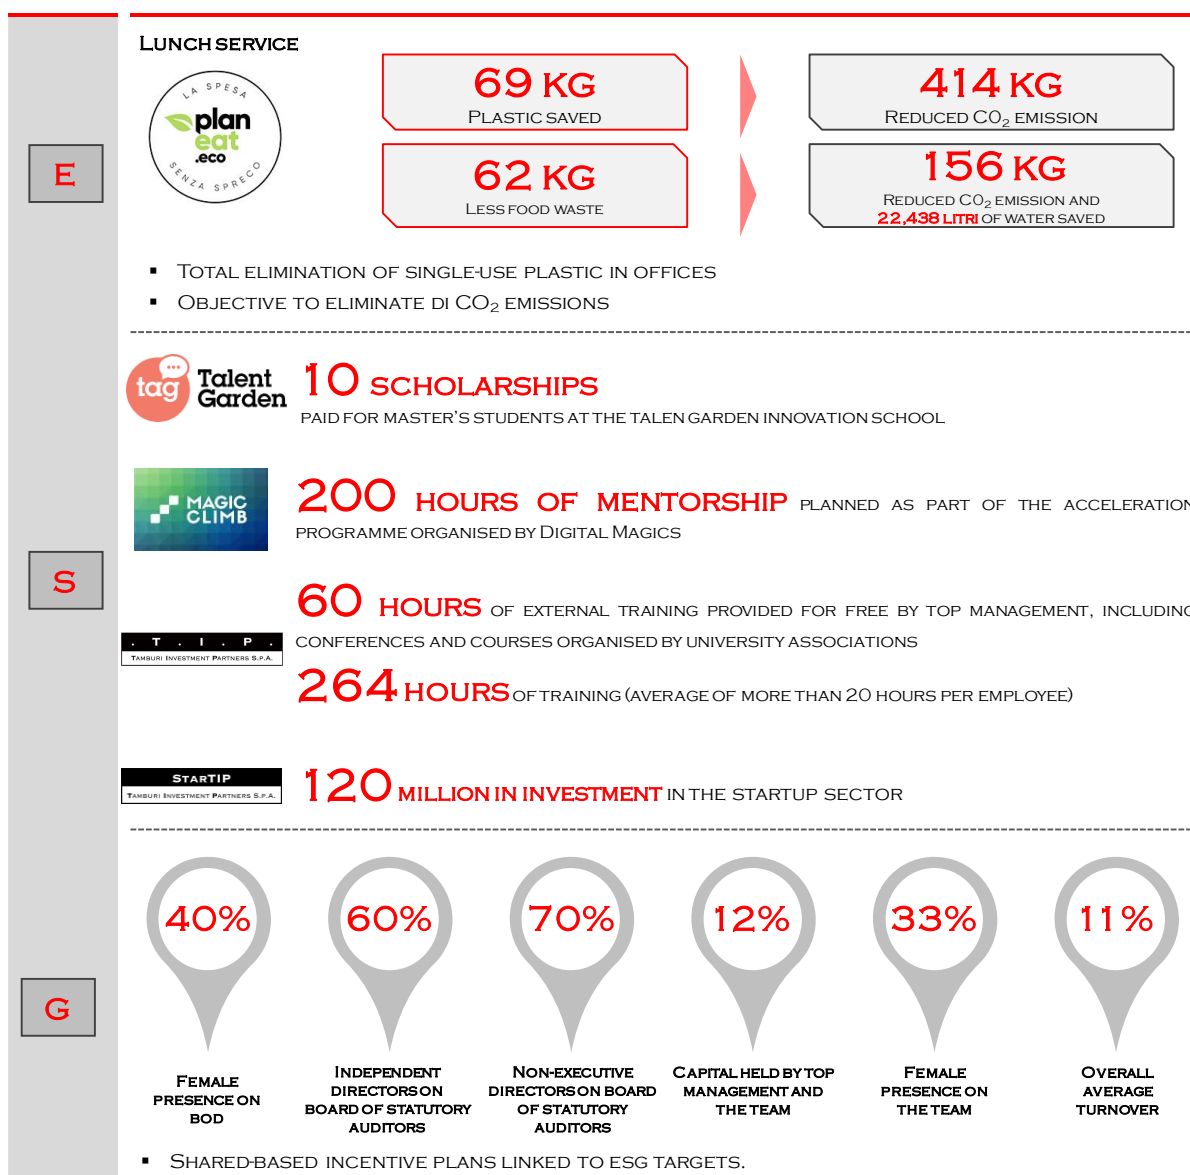 LUNCH SERVICE
LA SPESA
plan
eat
.eco
SENZA SPRECO
69 KG
PLASTIC SAVED
414 KG
REDUCED CO₂ EMISSION
62 KG
LESS FOOD WASTE
156 KG
REDUCED CO₂ EMISSION AND
22,438 LITRI OF WATER SAVED
E
▪ TOTAL ELIMINATION OF SINGLE-USE PLASTIC IN OFFICES
▪ OBJECTIVE TO ELIMINATE DI CO₂ EMISSIONS
tag
Talent
Garden
10 SCHOLARSHIPS
PAID FOR MASTER'S STUDENTS AT THE TALEN GARDEN INNOVATION SCHOOL
MAGIC
CLIMB
200 HOURS OF MENTORSHIP PLANNED AS PART OF THE ACCELERATION
PROGRAMME ORGANISED BY DIGITAL MAGICS
S
60 HOURS OF EXTERNAL TRAINING PROVIDED FOR FREE BY TOP MANAGEMENT, INCLUDING
CONFERENCES AND COURSES ORGANISED BY UNIVERSITY ASSOCIATIONS
. T . I . P .
TAMBURI INVESTMENT PARTNERS S.P.A.
264 HOURS OF TRAINING (AVERAGE OF MORE THAN 20 HOURS PER EMPLOYEE)
STARTIP
TAMBURI INVESTMENT PARTNERS S.P.A.
120 MILLION IN INVESTMENT IN THE STARTUP SECTOR
G
40%
FEMALE
PRESENCE ON
BOD
60%
INDEPENDENT
DIRECTORS ON
BOARD OF STATUTORY
AUDITORS
70%
NON-EXECUTIVE
DIRECTORS ON BOARD
OF STATUTORY
AUDITORS
12%
CAPITAL HELD BY TOP
MANAGEMENT AND
THE TEAM
33%
FEMALE
PRESENCE ON
THE TEAM
11%
OVERALL
AVERAGE
TURNOVER
▪ SHARED-BASED INCENTIVE PLANS LINKED TO ESG TARGETS.